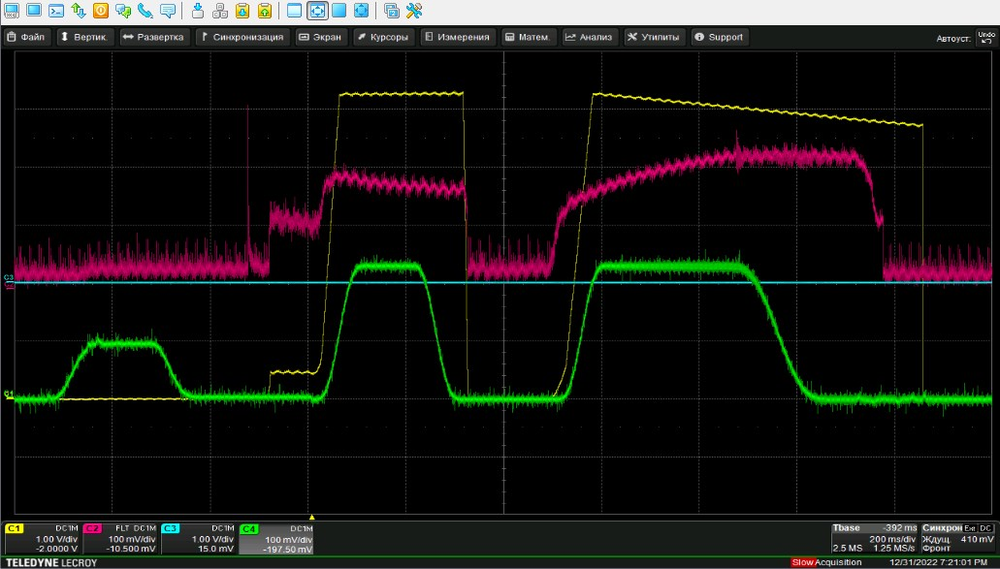 Файл Вертик. Развертка Синхронизация Экран Курсоры Измерения Матем. Анализ Утилиты Support Автоуст. Undo
C3
C1
C1 DC1M C2 FLT DC1M C3 DC1M C4 DC1M Tbase -392 ms Синхрон Ext DC
1.00 V/div 100 mV/div 1.00 V/div 100 mV/div 200 ms/div Ждущ. 410 mV
-2.0000 V -10.500 mV 15.0 mV -197.50 mV 2.5 MS 1.25 MS/s Фронт
TELEDYNE LECROY Slow Acquisition 12/31/2022 7:21:01 PM